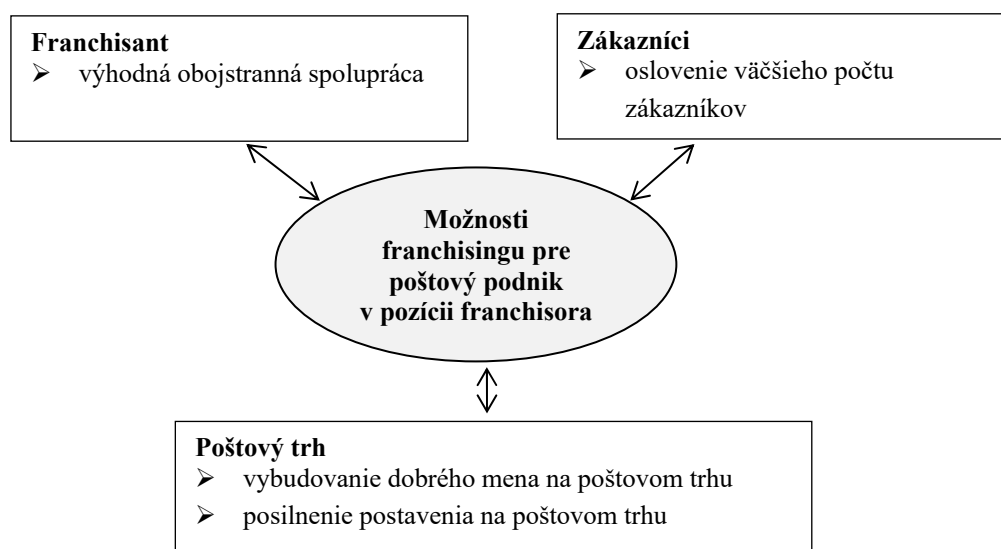 Franchisant
➢ výhodná obojstranná spolupráca
Zákazníci
➢ oslovenie väčšieho počtu
zákazníkov
Možnosti
franchisingu pre
poštový podnik
v pozícii franchisora
Poštový trh
➢ vybudovanie dobrého mena na poštovom trhu
➢ posilnenie postavenia na poštovom trhu